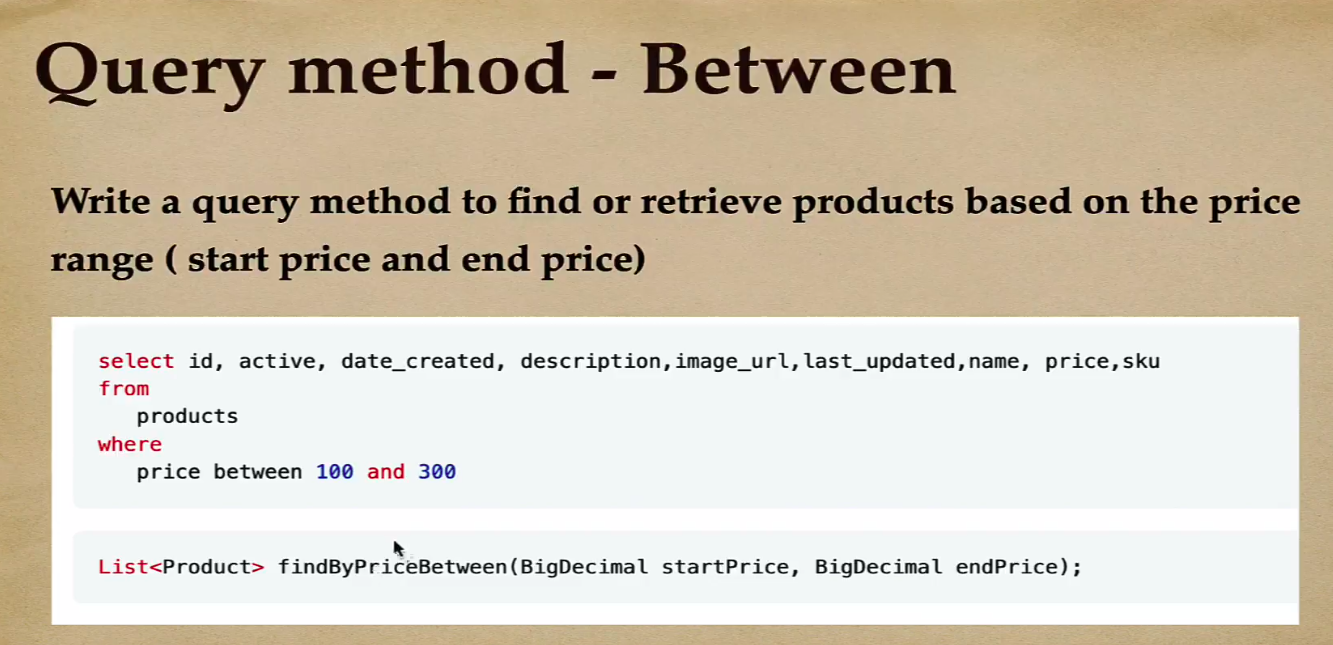 Query method - Between
Write a query method to find or retrieve products based on the price
range ( start price and end price)
select id, active, date_created, description,image_url,last_updated,name, price,sku
from
products
where
price between 100 and 300
List<Product> findByPriceBetween(BigDecimal startPrice, BigDecimal endPrice);